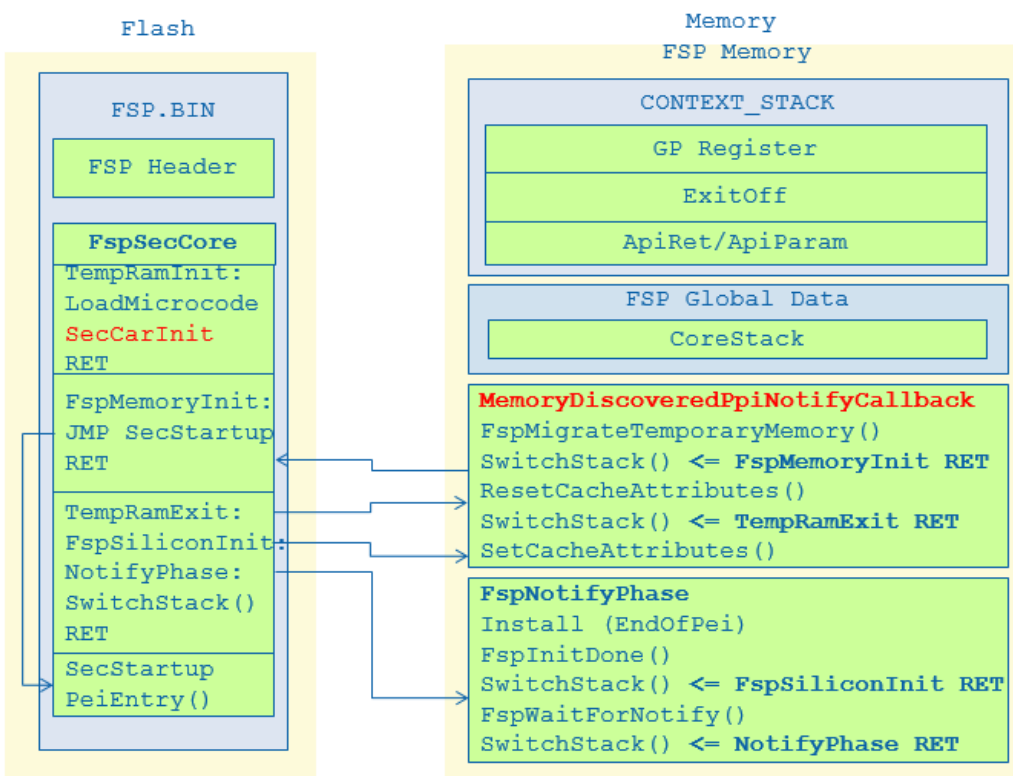 Flash
FSP.BIN
FSP Header
FspSecCore
TempRamInit:
LoadMicrocode
SecCarInit
RET
FspMemoryInit:
JMP SecStartup
RET
TempRamExit:
FspSiliconInit:
NotifyPhase:
SwitchStack()
RET
SecStartup
PeiEntry()
Memory
FSP Memory
CONTEXT_STACK
GP Register
ExitOff
ApiRet/ApiParam
FSP Global Data
CoreStack
MemoryDiscoveredPpiNotifyCallback
FspMigrateTemporaryMemory()
SwitchStack() <= FspMemoryInit RET
ResetCacheAttributes()
SwitchStack() <= TempRamExit RET
SetCacheAttributes()
FspNotifyPhase
Install (EndOfPei)
FspInitDone()
SwitchStack() <= FspSiliconInit RET
FspWaitForNotify()
SwitchStack() <= NotifyPhase RET